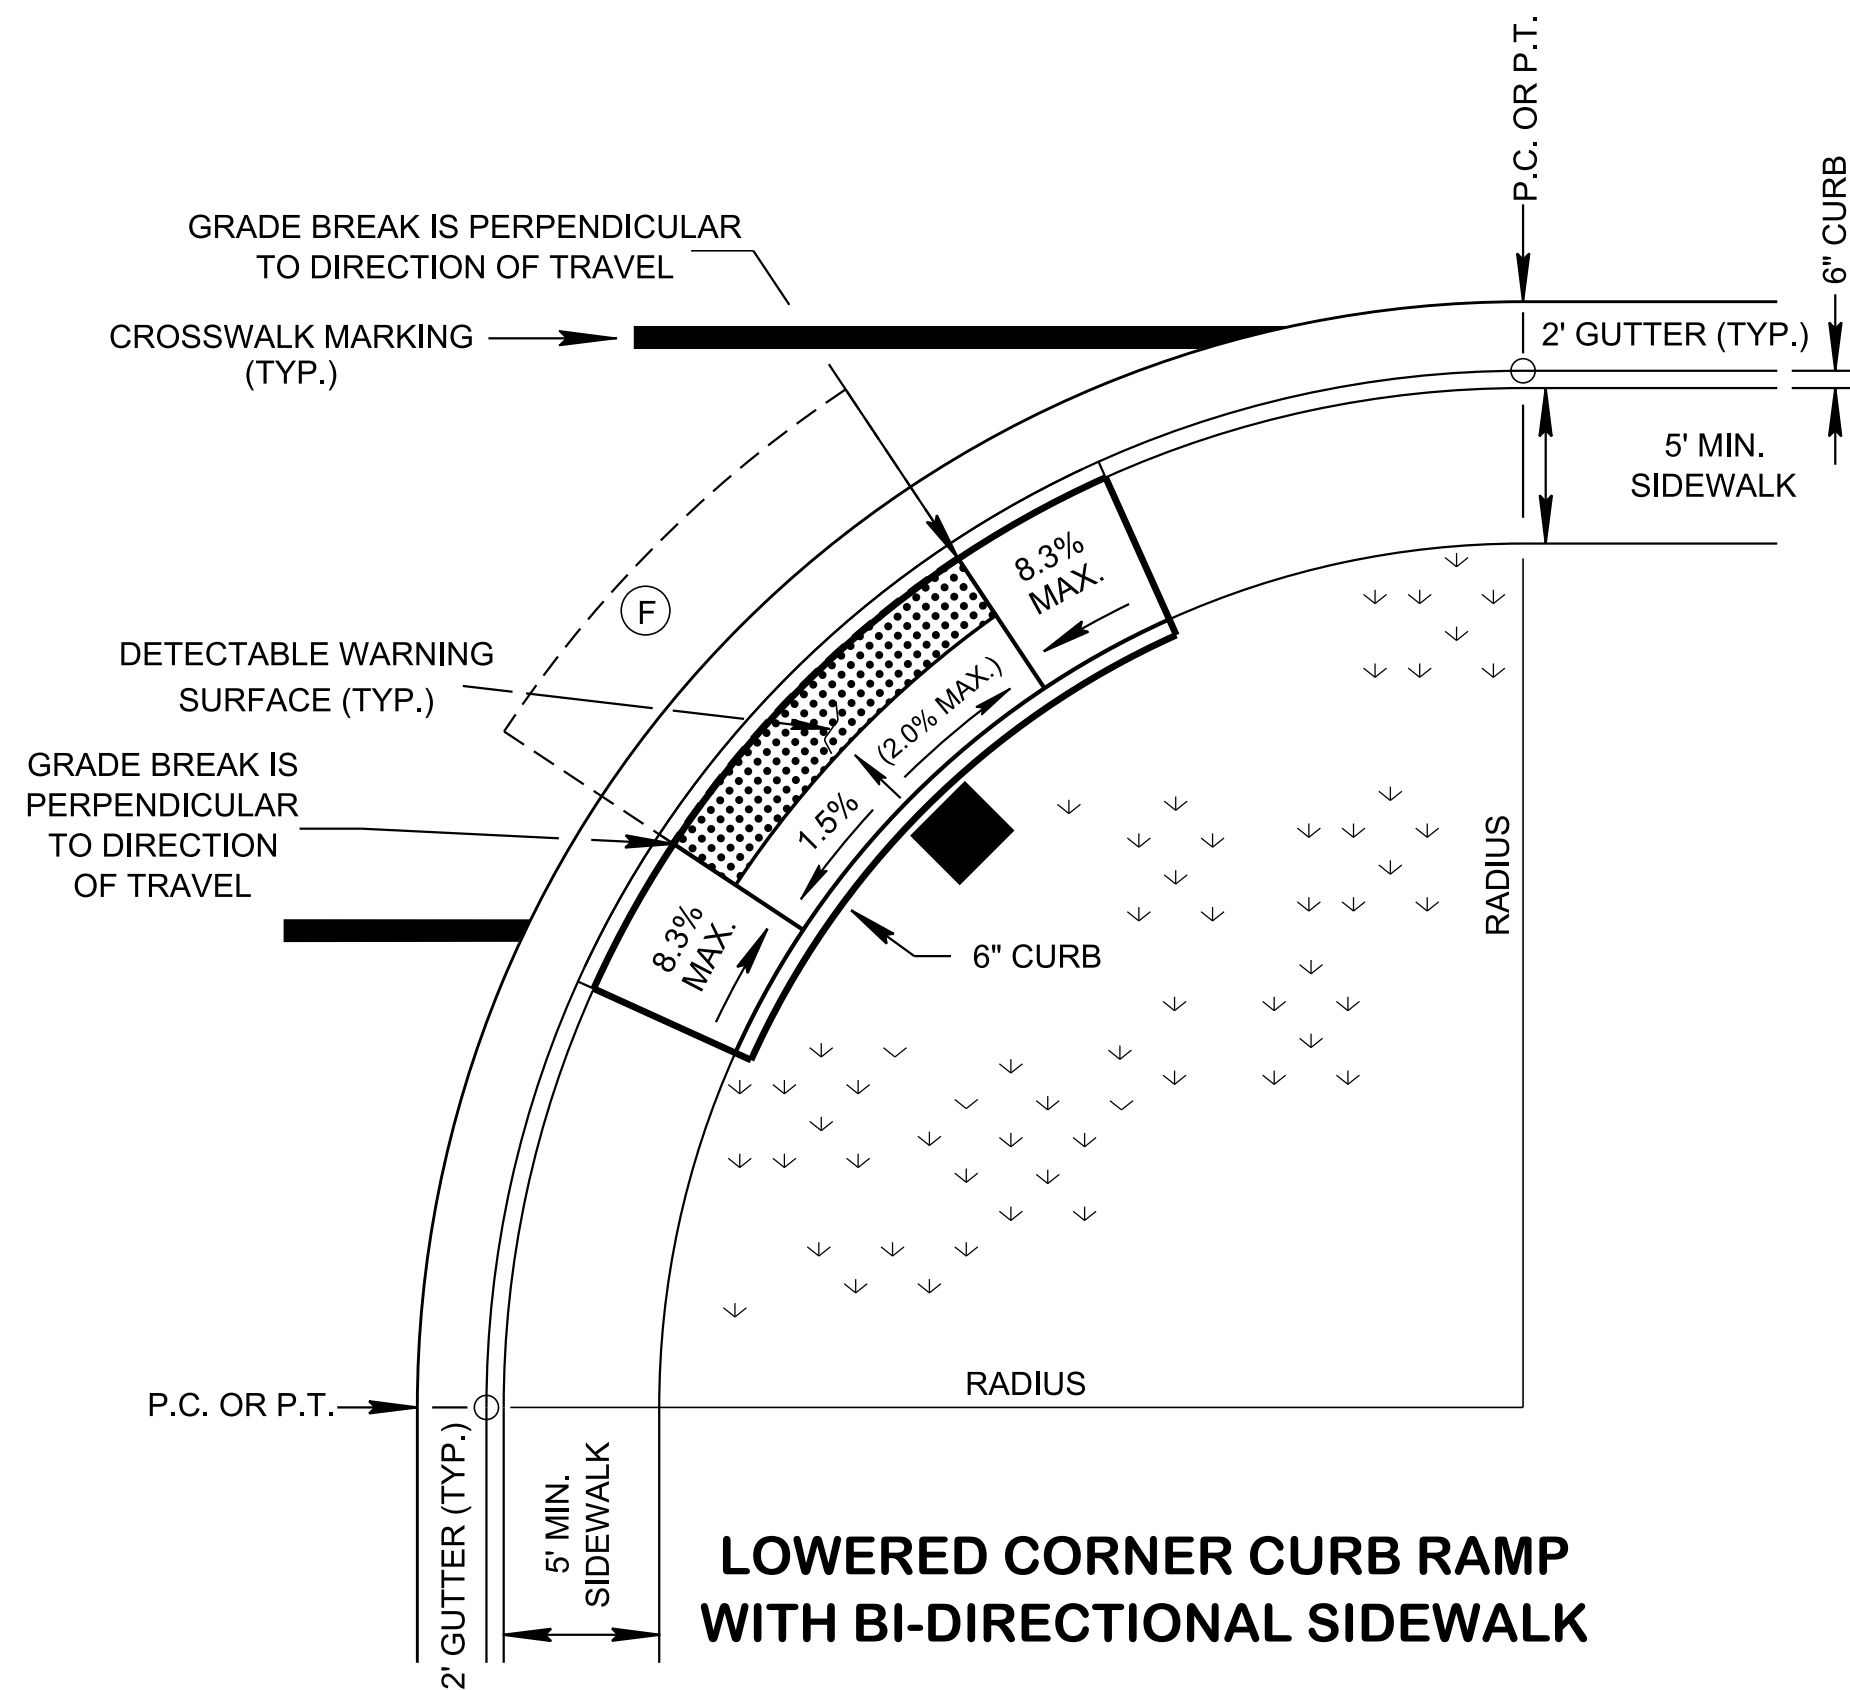 P.C. OR P.T.
6" CURB
GRADE BREAK IS PERPENDICULAR
TO DIRECTION OF TRAVEL
CROSSWALK MARKING
(TYP.)
2' GUTTER (TYP.)
5' MIN.
SIDEWALK
8.3%
MAX.
F
DETECTABLE WARNING
SURFACE (TYP.)
(2.0% MAX.)
1.5%
GRADE BREAK IS
PERPENDICULAR
TO DIRECTION
OF TRAVEL
8.3%
MAX.
6" CURB
RADIUS
RADIUS
P.C. OR P.T.
2' GUTTER (TYP.)
5' MIN.
SIDEWALK
LOWERED CORNER CURB RAMP
WITH BI-DIRECTIONAL SIDEWALK